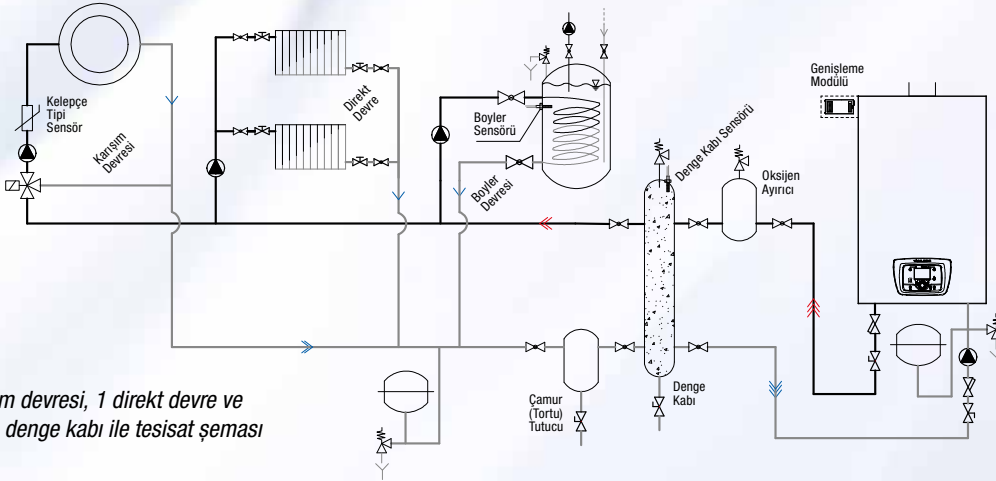 Kelepçe
Tipi
Sensör
Karışım
Devresi
Direkt
Devre
Boyler
Sensörü
Boyler
Devresi
Denge Kabı Sensörü
Oksijen
Ayırıcı
Genişleme
Modülü
Çamur
(Tortu)
Tutucu
Denge
Kabı
m devresi, 1 direkt devre ve
denge kabı ile tesisat şeması